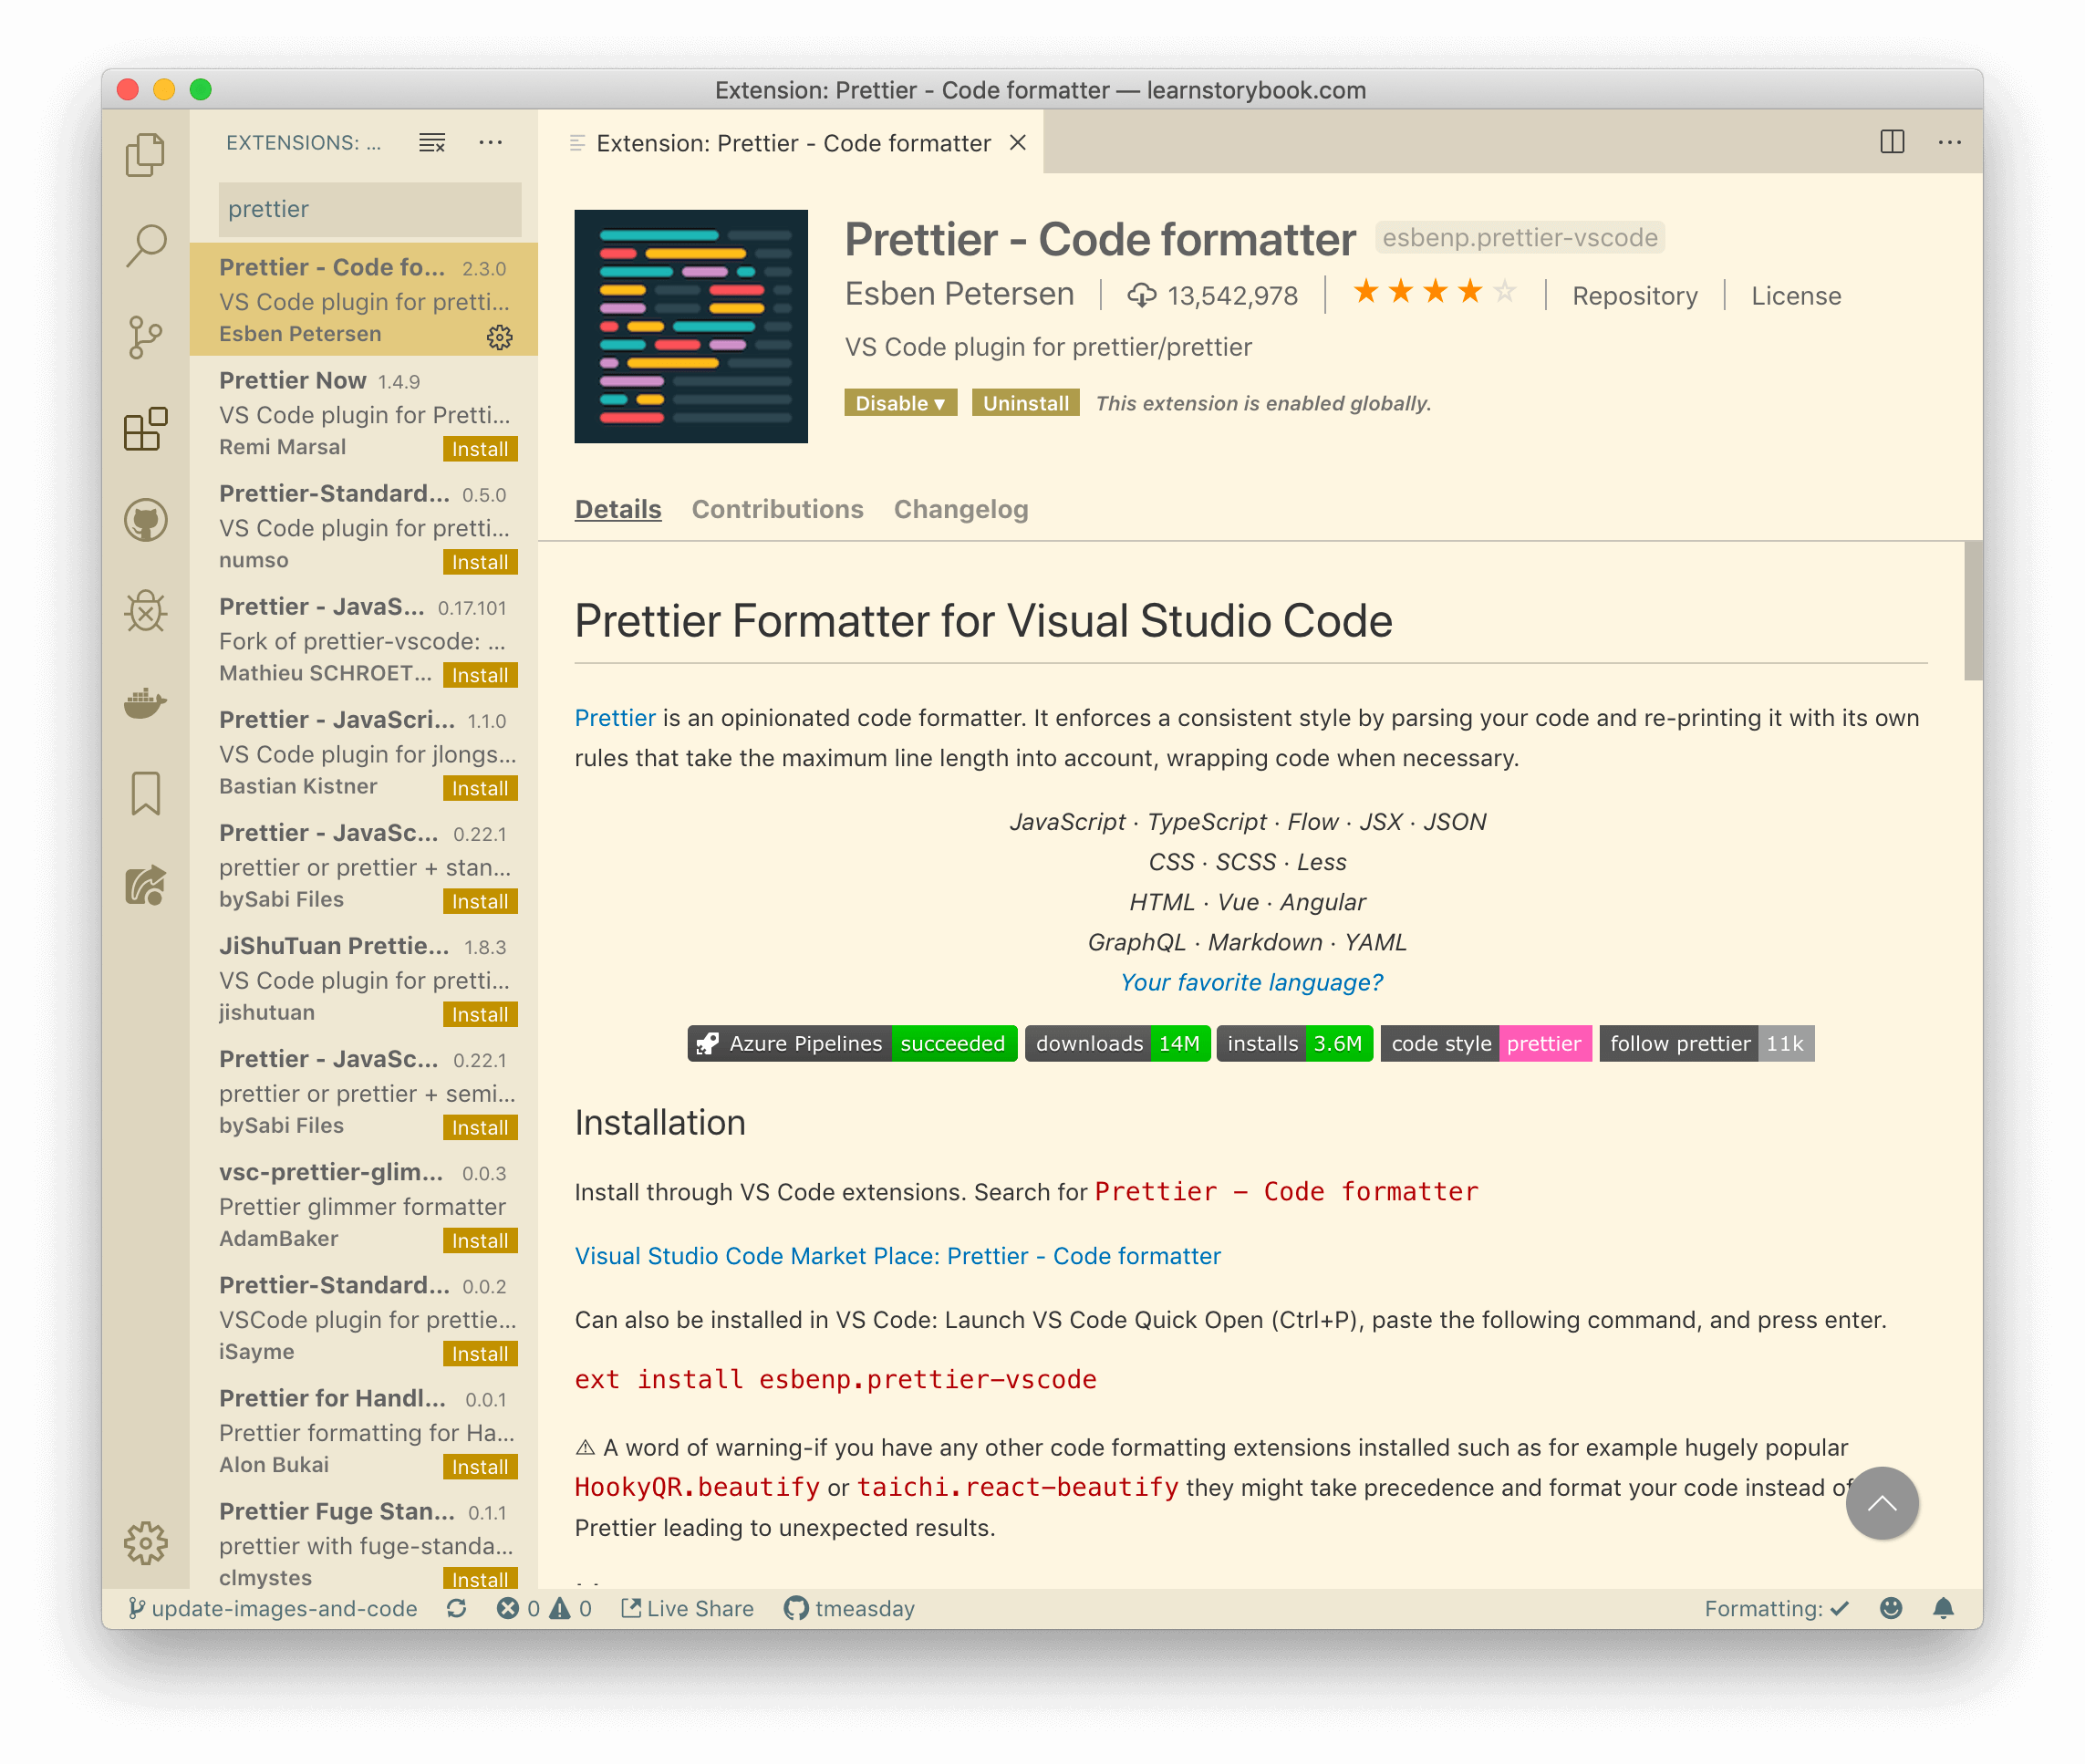 Extension: Prettier - Code formatter — learnstorybook.com
EXTENSIONS: ...
prettier
Prettier - Code fo... 2.3.0
VS Code plugin for pretti...
Esben Petersen
Prettier Now 1.4.9
VS Code plugin for Pretti...
Remi Marsal Install
Prettier-Standard... 0.5.0
VS Code plugin for pretti...
numso Install
Prettier - JavaS... 0.17.101
Fork of prettier-vscode: ...
Mathieu SCHROET... Install
Prettier - JavaScri... 1.1.0
VS Code plugin for jlongs...
Bastian Kistner Install
Prettier - JavaSc... 0.22.1
prettier or prettier + stan...
bySabi Files Install
JiShuTuan Prettie... 1.8.3
VS Code plugin for pretti...
jishutuan Install
Prettier - JavaSc... 0.22.1
prettier or prettier + semi...
bySabi Files Install
vsc-prettier-glim... 0.0.3
Prettier glimmer formatter
AdamBaker Install
Prettier-Standard... 0.0.2
VSCode plugin for prettie...
iSayme Install
Prettier for Handl... 0.0.1
Prettier formatting for Ha...
Alon Bukai Install
Prettier Fuge Stan... 0.1.1
prettier with fuge-standa...
clmystes Install
Extension: Prettier - Code formatter
Prettier - Code formatter esbenp.prettier-vscode
Esben Petersen | 13,542,978 | ★★★★☆ | Repository | License
VS Code plugin for prettier/prettier
Disable ▾ Uninstall This extension is enabled globally.
Details Contributions Changelog
Prettier Formatter for Visual Studio Code
Prettier is an opinionated code formatter. It enforces a consistent style by parsing your code and re-printing it with its own
rules that take the maximum line length into account, wrapping code when necessary.
JavaScript · TypeScript · Flow · JSX · JSON
CSS · SCSS · Less
HTML · Vue · Angular
GraphQL · Markdown · YAML
Your favorite language?
Azure Pipelines succeeded downloads 14M installs 3.6M code style prettier follow prettier 11k
Installation
Install through VS Code extensions. Search for Prettier - Code formatter
Visual Studio Code Market Place: Prettier - Code formatter
Can also be installed in VS Code: Launch VS Code Quick Open (Ctrl+P), paste the following command, and press enter.
ext install esbenp.prettier-vscode
⚠ A word of warning-if you have any other code formatting extensions installed such as for example hugely popular
HookyQR.beautify or taichi.react-beautify they might take precedence and format your code instead of
Prettier leading to unexpected results.
update-images-and-code 0 0 Live Share tmeasday Formatting: ✓